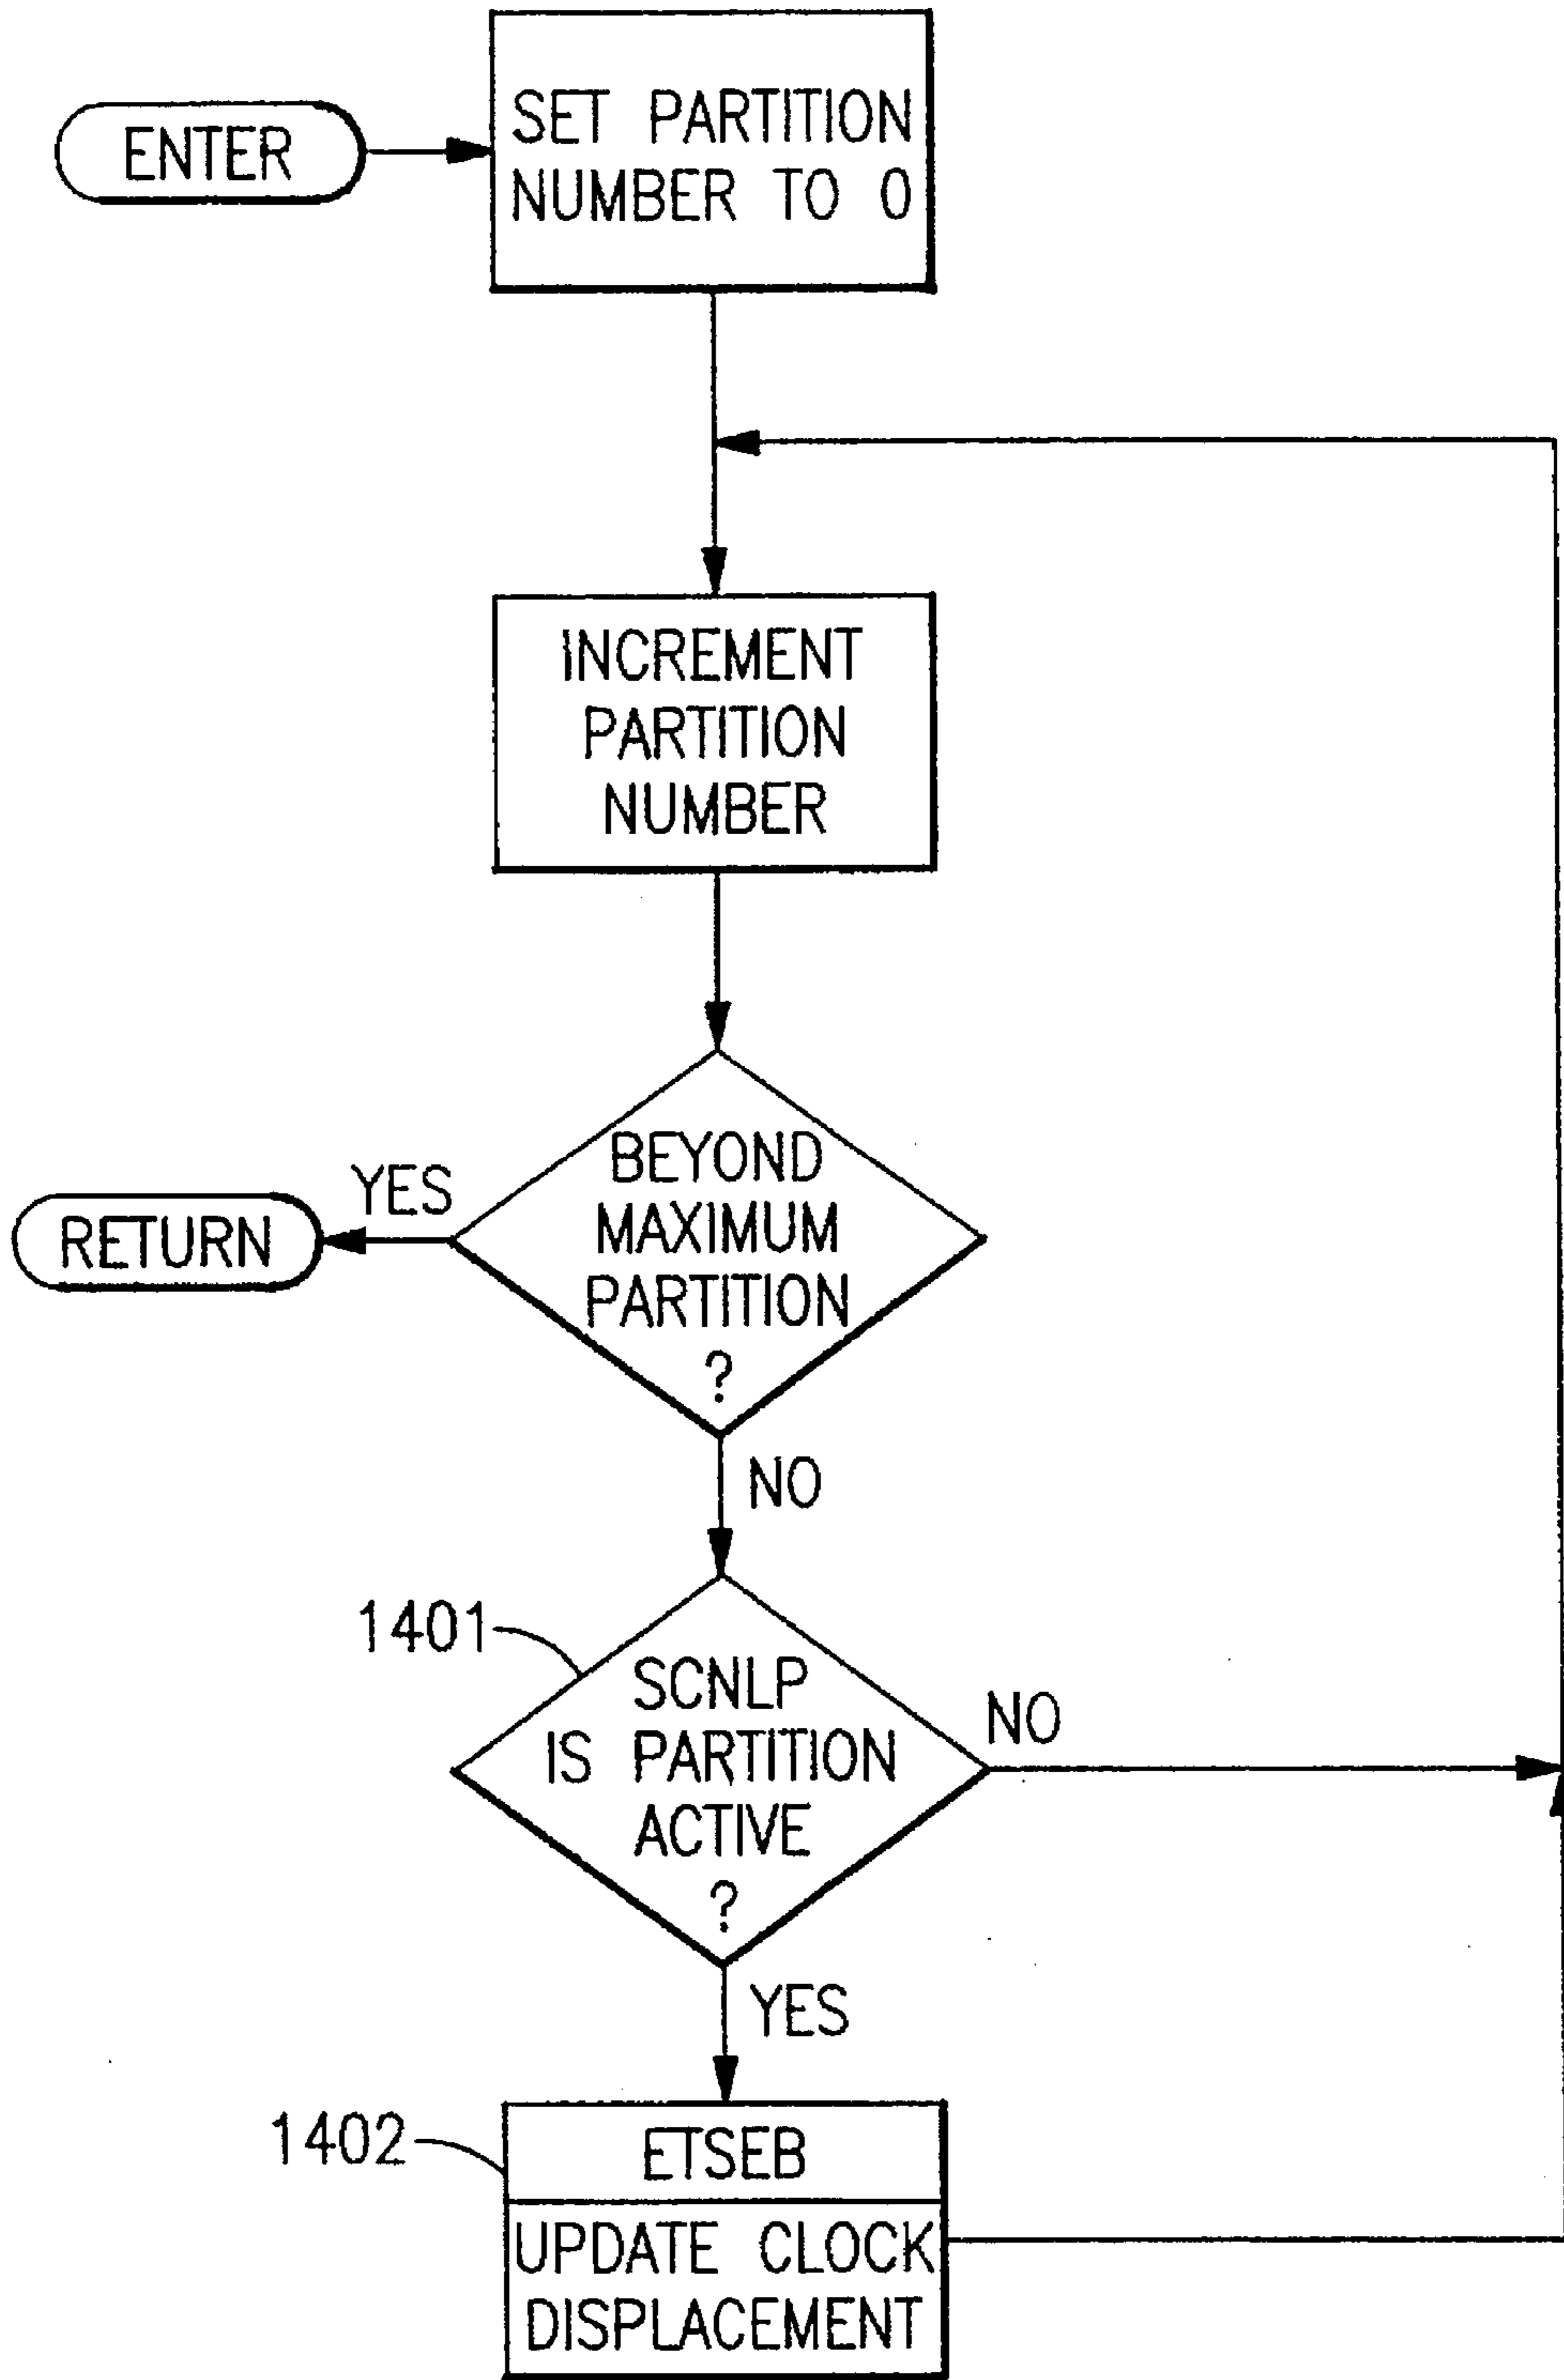 ENTER
SET PARTITION
NUMBER TO 0
INCREMENT
PARTITION
NUMBER
BEYOND
MAXIMUM
PARTITION
?
YES
RETURN
NO
1401
SCNLP
IS PARTITION
ACTIVE
?
NO
YES
1402
ETSEB
UPDATE CLOCK
DISPLACEMENT